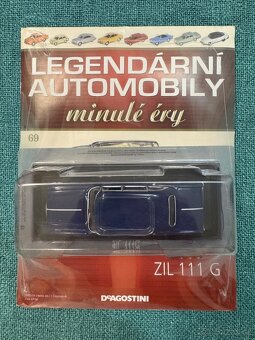 LEGENDÁRNÍ
AUTOMOBILY
minulé éry
69
ZIL 111 G
DEAGOSTINI